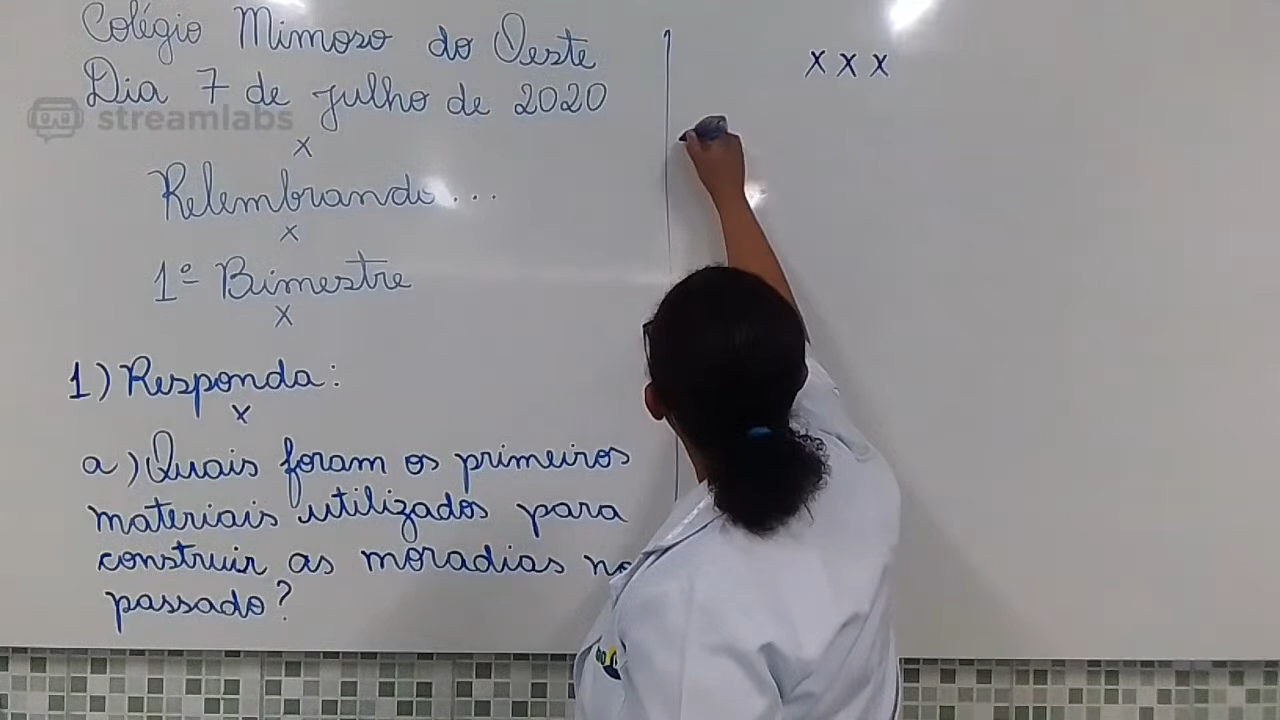 Colégio Mimoso do Oeste
Dia 7 de julho de 2020
streamlabs
x
Relembrando...
x
1º Bimestre
x
1) Responda:
x
a) Quais foram os primeiros
materiais utilizados para
construir as moradias no
passado?
x x x